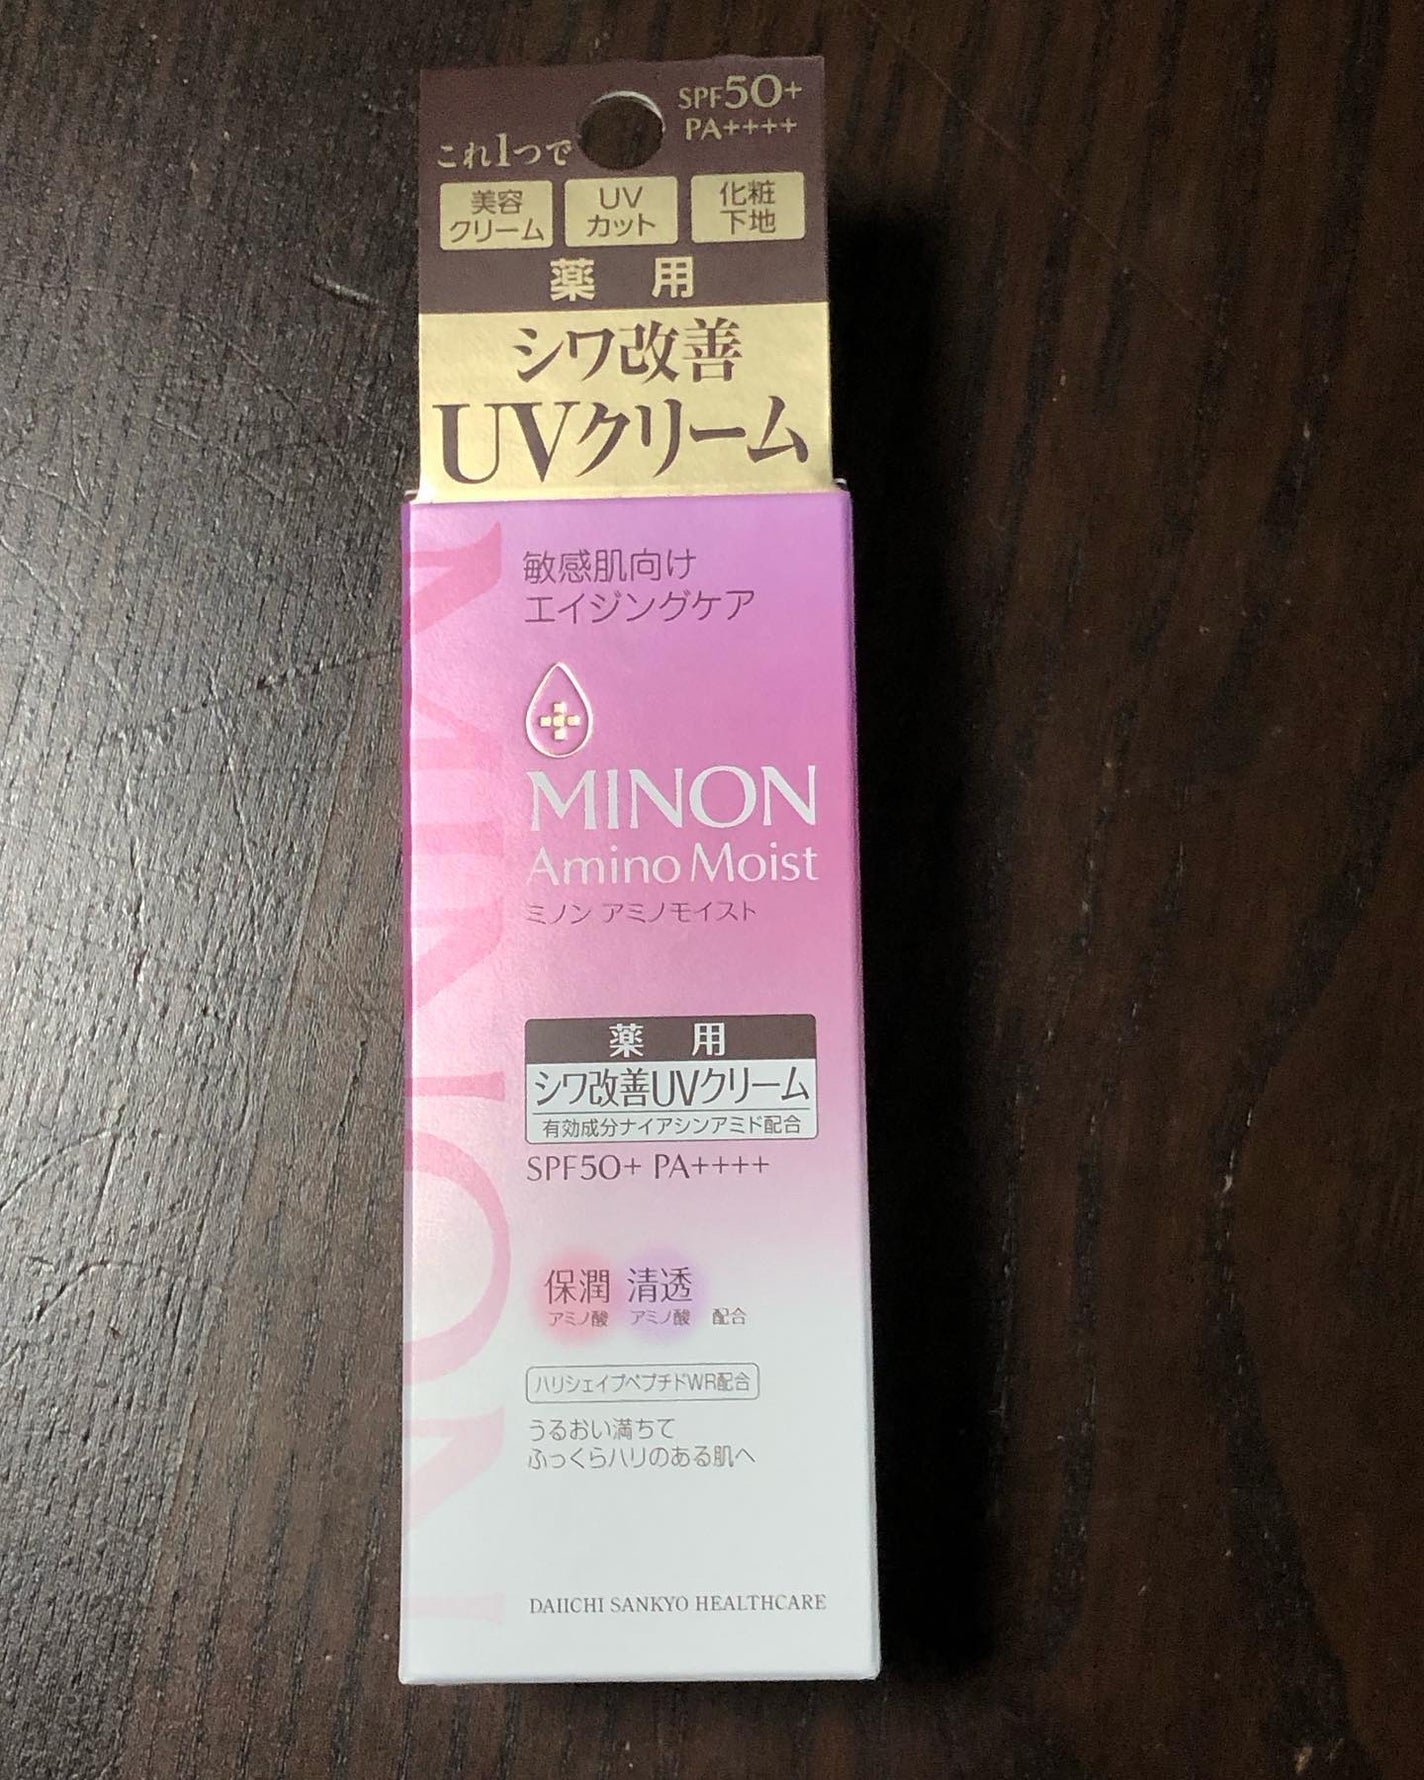 SPF50+
PA++++
これ1つで
美容
クリーム
UV
カット
化粧
下地
薬 用
シワ改善
UVクリーム
敏感肌向け
エイジングケア
MINON
Amino Moist
ミノン アミノモイスト
薬 用
シワ改善UVクリーム
有効成分ナイアシンアミド配合
SPF50+ PA++++
保潤 清透
アミノ酸 アミノ酸 配合
ハリシェイプペプチドWR配合
うるおい満ちて
ふっくらハリのある肌へ
DAIICHI SANKYO HEALTHCARE
MINON